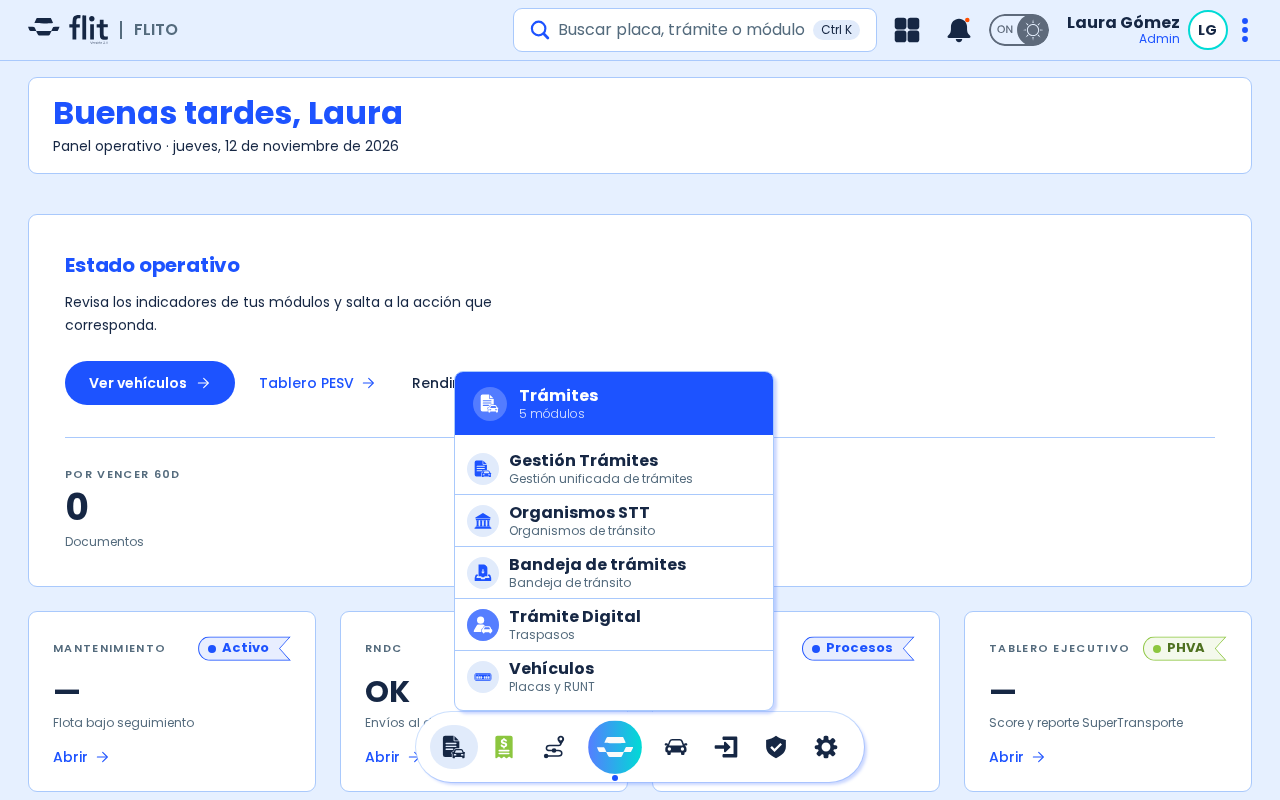 flit | FLITO
Buscar placa, trámite o módulo
Ctrl K
ON
Laura Gómez
Admin
LG
Buenas tardes, Laura
Panel operativo · jueves, 12 de noviembre de 2026
Estado operativo
Revisa los indicadores de tus módulos y salta a la acción que
corresponda.
Ver vehículos
Tablero PESV
POR VENCER 60D
0
Documentos
Trámites
5 módulos
Gestión Trámites
Gestión unificada de trámites
Organismos STT
Organismos de tránsito
Bandeja de trámites
Bandeja de tránsito
Trámite Digital
Traspasos
Vehículos
Placas y RUNT
MANTENIMIENTO
Activo
—
Flota bajo seguimiento
Abrir
RNDC
OK
Envíos al
Abrir
Procesos
TABLERO EJECUTIVO
PHVA
—
Score y reporte SuperTransporte
Abrir